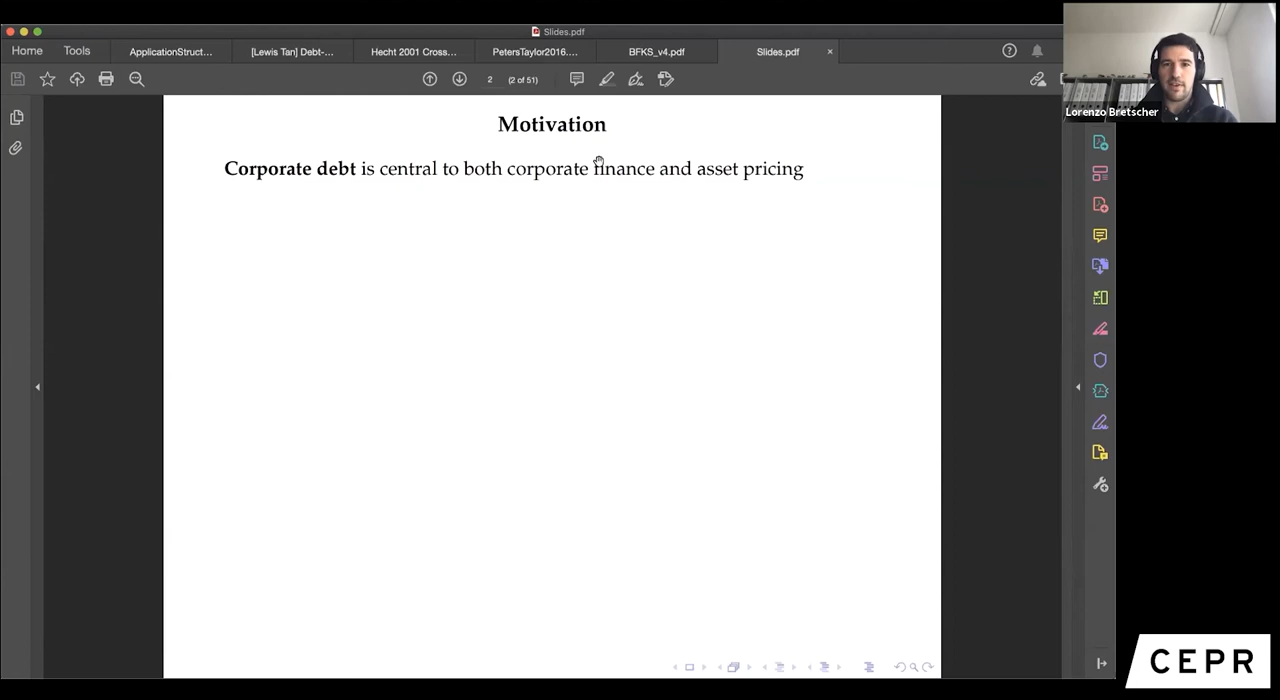 Slides.pdf
Home
Tools
ApplicationStruct...
[Lewis Tan] Debt-...
Hecht 2001 Cross...
PetersTaylor2016....
BFKS_v4.pdf
Slides.pdf
2
(2 of 51)
Lorenzo Bretscher
Motivation
Corporate debt is central to both corporate finance and asset pricing
CEPR